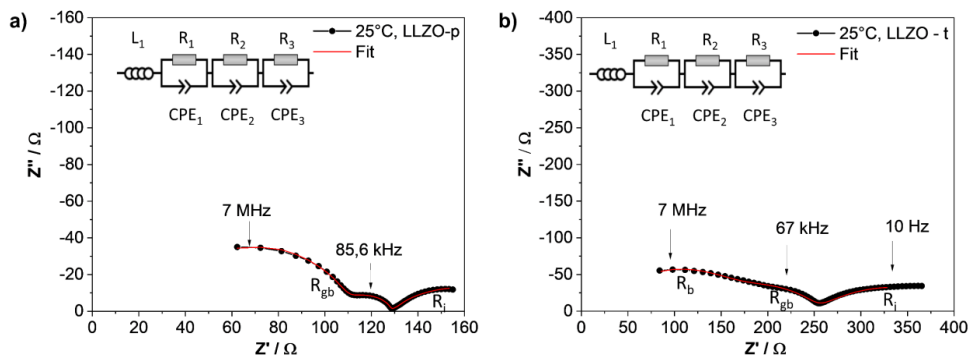 a)
-160
-140
-120
-100
-80
-60
-40
-20
0
Z'' / Ω
0 20 40 60 80 100 120 140 160
Z' / Ω
25°C, LLZO-p
Fit
L1 R1 R2 R3
CPE1 CPE2 CPE3
7 MHz
85,6 kHz
Rgb
Ri
b)
-400
-350
-300
-250
-200
-150
-100
-50
0
Z'' / Ω
0 50 100 150 200 250 300 350 400
Z' / Ω
25°C, LLZO - t
Fit
L1 R1 R2 R3
CPE1 CPE2 CPE3
7 MHz
67 kHz
10 Hz
Rb
Rgb
Ri